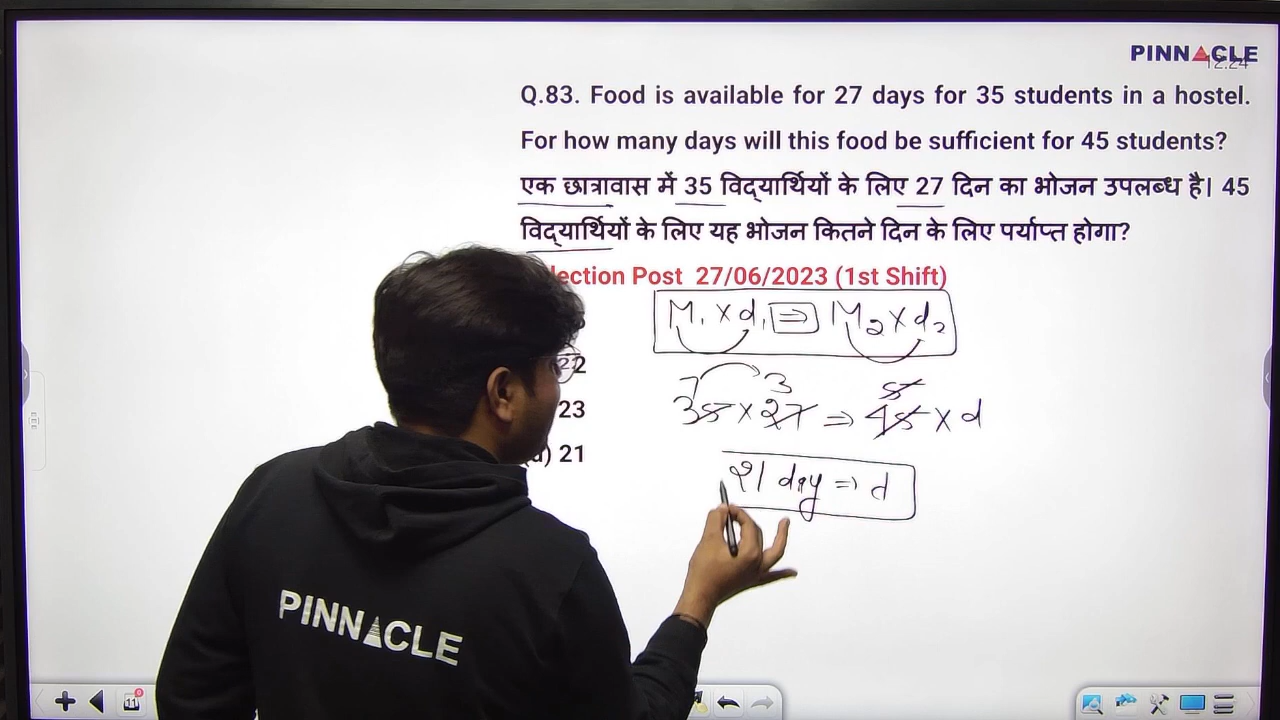 PINNACLE
12:24
Q.83. Food is available for 27 days for 35 students in a hostel.
For how many days will this food be sufficient for 45 students?
एक छात्रावास में 35 विद्यार्थियों के लिए 27 दिन का भोजन उपलब्ध है। 45
विद्यार्थियों के लिए यह भोजन कितने दिन के लिए पर्याप्त होगा?
Post 27/06/2023 (1st Shift)
M₁ × d₁ ⇒ M₂ × d₂
22
7 3 5
35 × 27 ⇒ 45 × d
23
21
21 day ⇒ d
PINNACLE
11